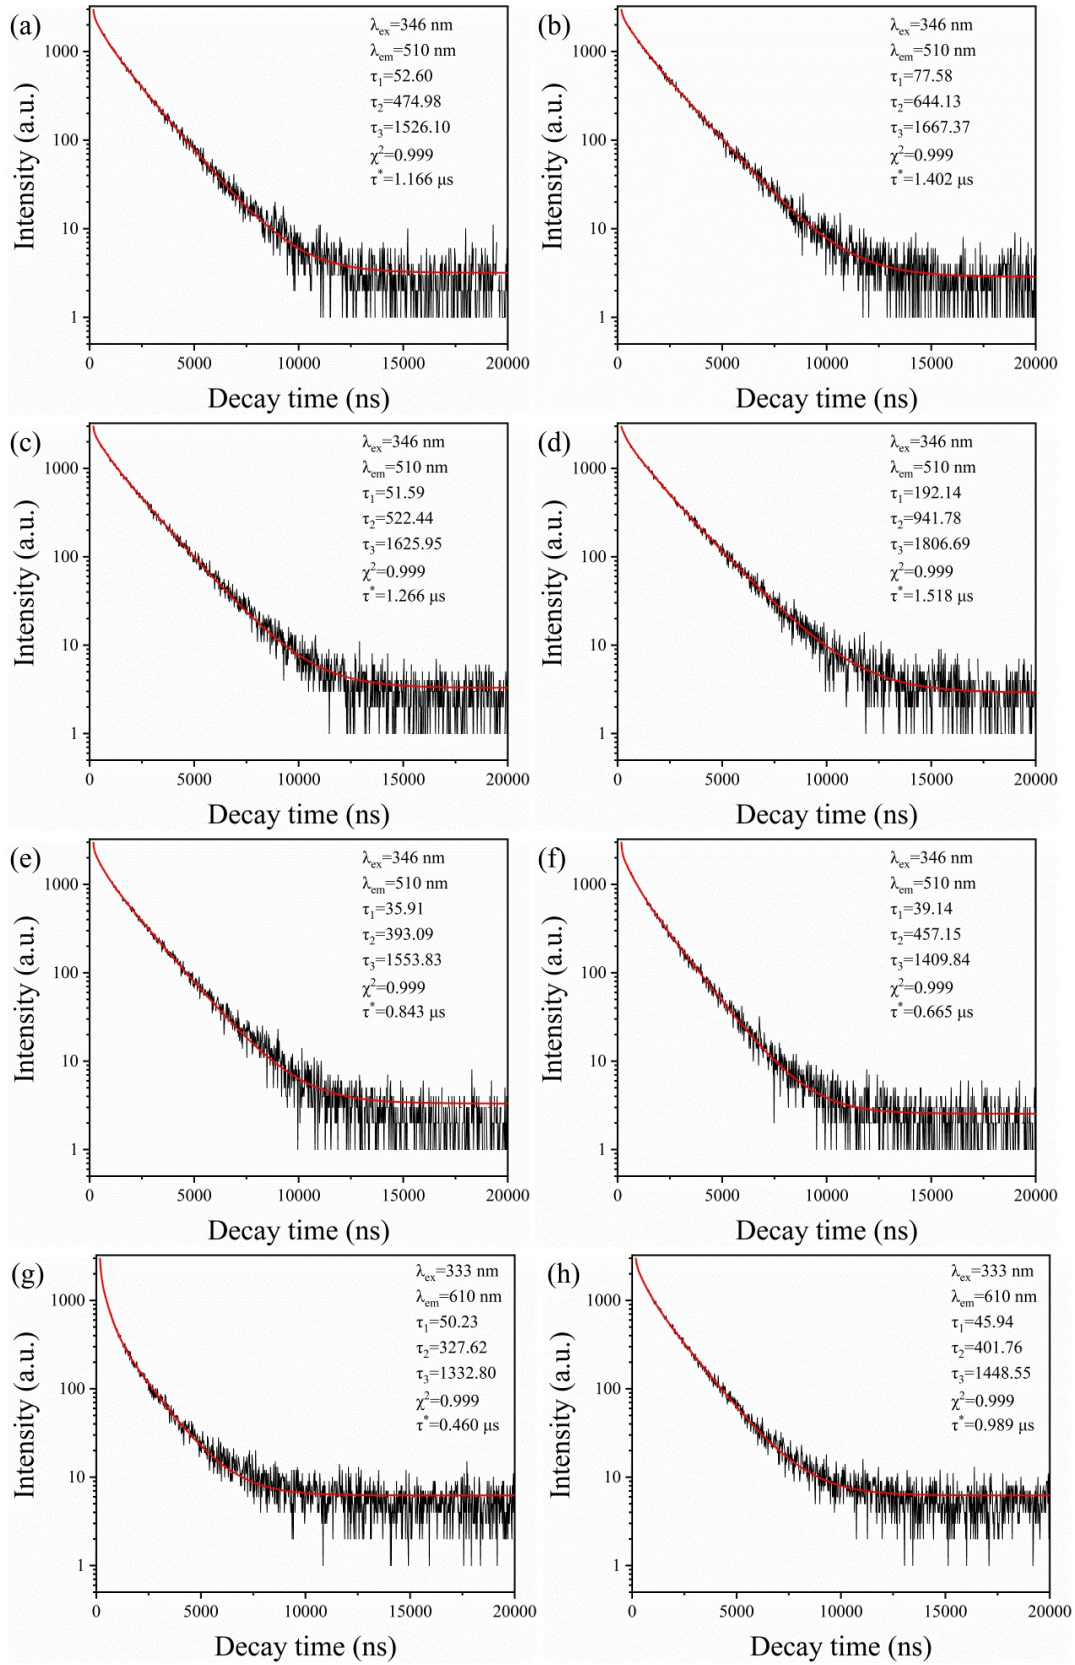 (a)
λex=346 nm
λem=510 nm
τ1=52.60
τ2=474.98
τ3=1526.10
χ2=0.999
τ*=1.166 μs
Intensity (a.u.)
1000
100
10
1
0 5000 10000 15000 20000
Decay time (ns)
(b)
λex=346 nm
λem=510 nm
τ1=77.58
τ2=644.13
τ3=1667.37
χ2=0.999
τ*=1.402 μs
Intensity (a.u.)
1000
100
10
1
0 5000 10000 15000 20000
Decay time (ns)
(c)
λex=346 nm
λem=510 nm
τ1=51.59
τ2=522.44
τ3=1625.95
χ2=0.999
τ*=1.266 μs
Intensity (a.u.)
1000
100
10
1
0 5000 10000 15000 20000
Decay time (ns)
(d)
λex=346 nm
λem=510 nm
τ1=192.14
τ2=941.78
τ3=1806.69
χ2=0.999
τ*=1.518 μs
Intensity (a.u.)
1000
100
10
1
0 5000 10000 15000 20000
Decay time (ns)
(e)
λex=346 nm
λem=510 nm
τ1=35.91
τ2=393.09
τ3=1553.83
χ2=0.999
τ*=0.843 μs
Intensity (a.u.)
1000
100
10
1
0 5000 10000 15000 20000
Decay time (ns)
(f)
λex=346 nm
λem=510 nm
τ1=39.14
τ2=457.15
τ3=1409.84
χ2=0.999
τ*=0.665 μs
Intensity (a.u.)
1000
100
10
1
0 5000 10000 15000 20000
Decay time (ns)
(g)
λex=333 nm
λem=610 nm
τ1=50.23
τ2=327.62
τ3=1332.80
χ2=0.999
τ*=0.460 μs
Intensity (a.u.)
1000
100
10
1
0 5000 10000 15000 20000
Decay time (ns)
(h)
λex=333 nm
λem=610 nm
τ1=45.94
τ2=401.76
τ3=1448.55
χ2=0.999
τ*=0.989 μs
Intensity (a.u.)
1000
100
10
1
0 5000 10000 15000 20000
Decay time (ns)